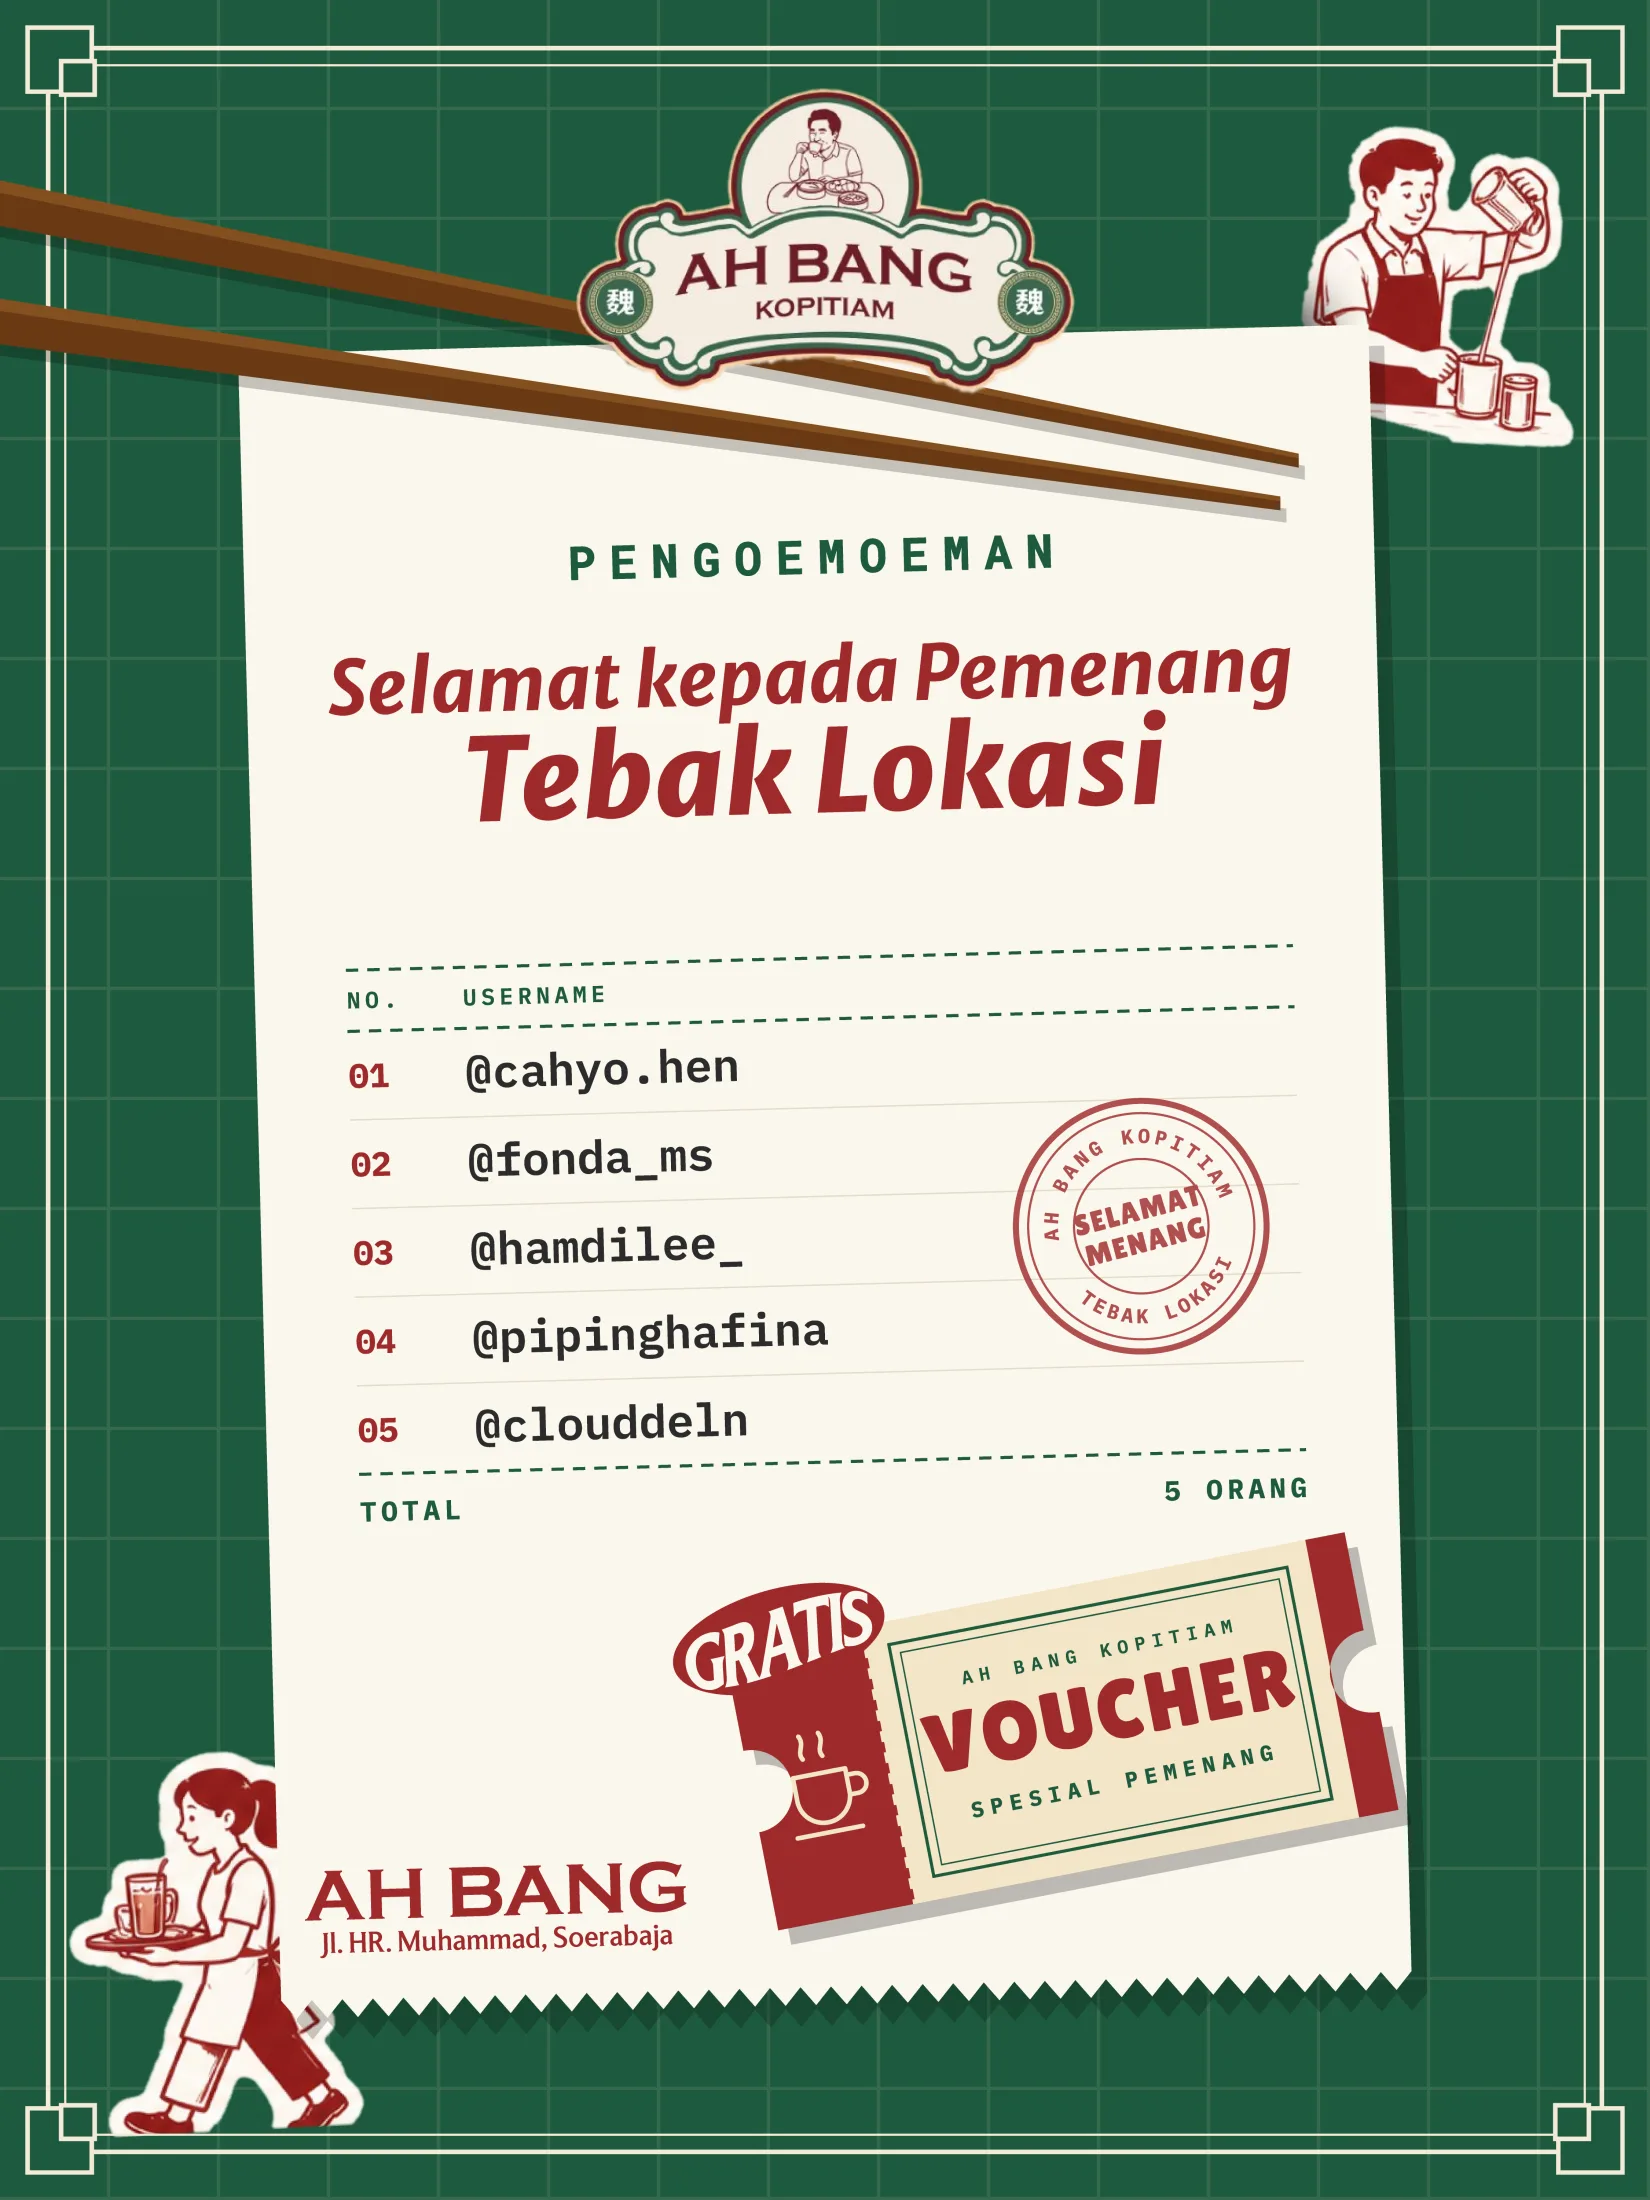 AH BANG
KOPITIAM
魏
魏
PENGOEMOEMAN
Selamat kepada Pemenang
Tebak Lokasi
NO. USERNAME
01 @cahyo.hen
02 @fonda_ms
03 @hamdilee_
04 @pipinghafina
05 @clouddeln
AH BANG KOPITIAM
SELAMAT
MENANG
TEBAK LOKASI
TOTAL 5 ORANG
GRATIS
AH BANG KOPITIAM
VOUCHER
SPESIAL PEMENANG
AH BANG
Jl. HR. Muhammad, Soerabaja